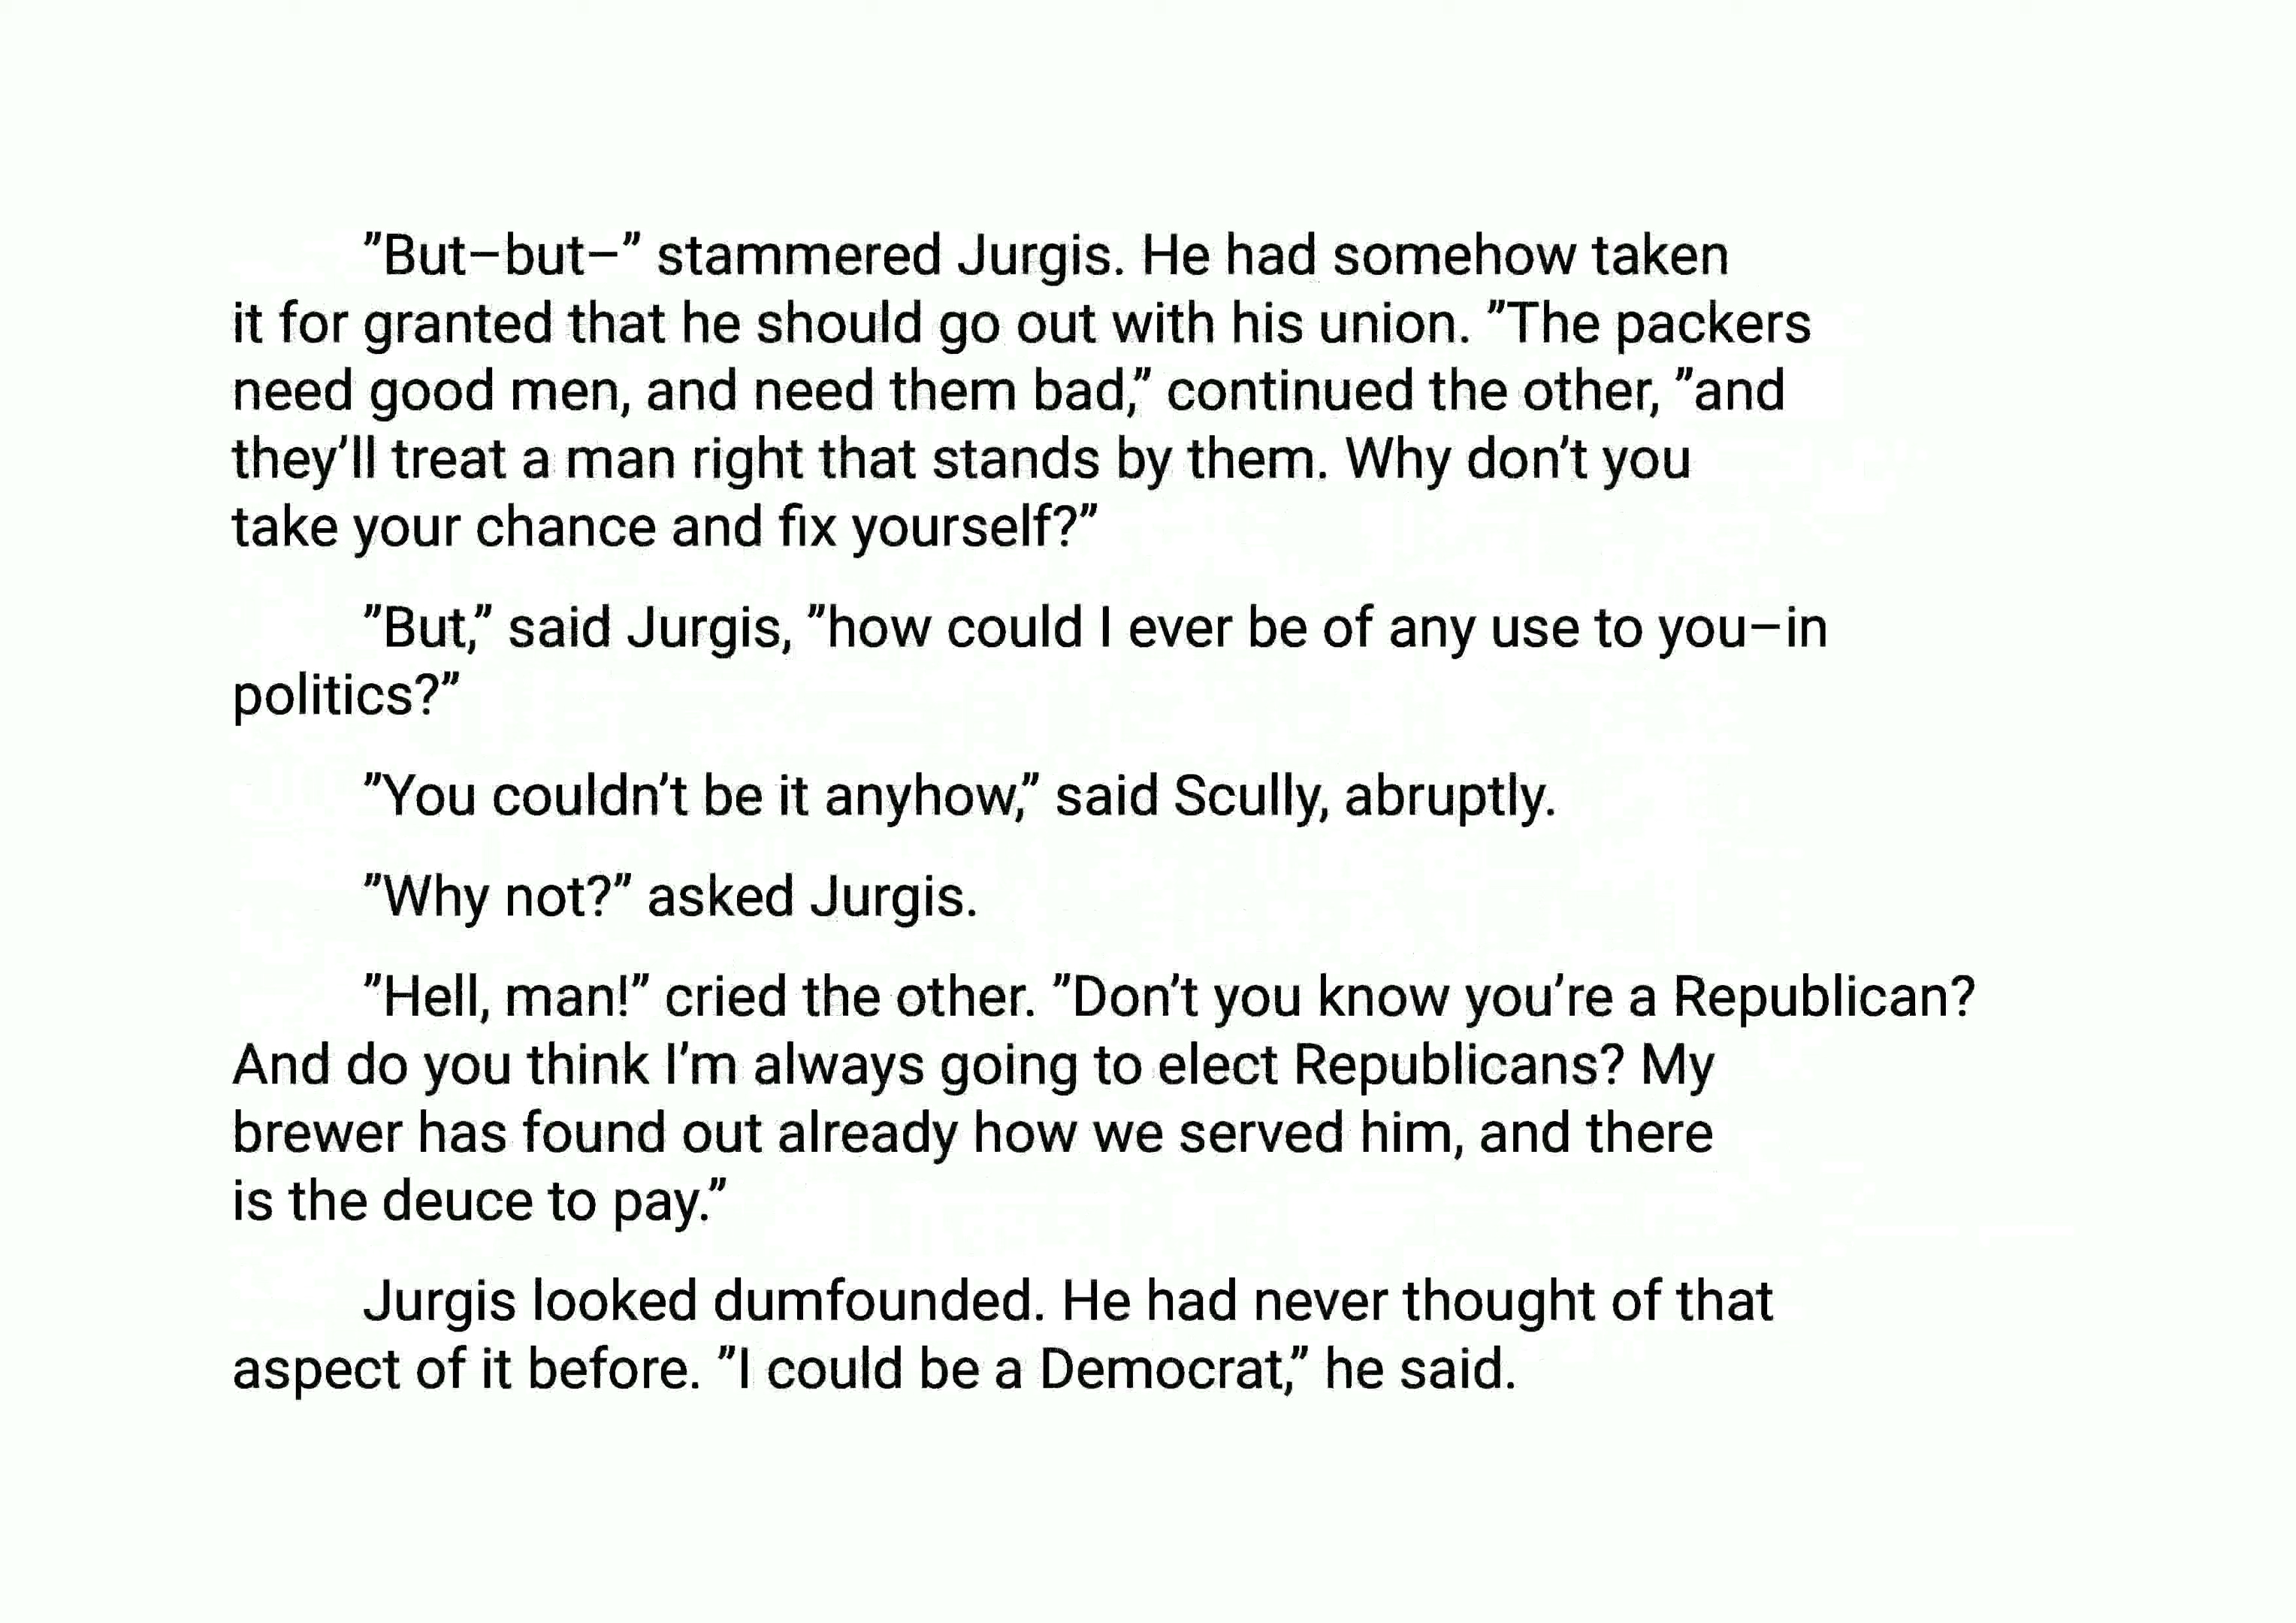 ”But–but–” stammered Jurgis. He had somehow taken
it for granted that he should go out with his union. ”The packers
need good men, and need them bad,” continued the other, ”and
they’ll treat a man right that stands by them. Why don’t you
take your chance and fix yourself?”
”But,” said Jurgis, ”how could I ever be of any use to you–in
politics?”
”You couldn’t be it anyhow,” said Scully, abruptly.
”Why not?” asked Jurgis.
”Hell, man!” cried the other. ”Don’t you know you’re a Republican?
And do you think I’m always going to elect Republicans? My
brewer has found out already how we served him, and there
is the deuce to pay.”
Jurgis looked dumfounded. He had never thought of that
aspect of it before. ”I could be a Democrat,” he said.